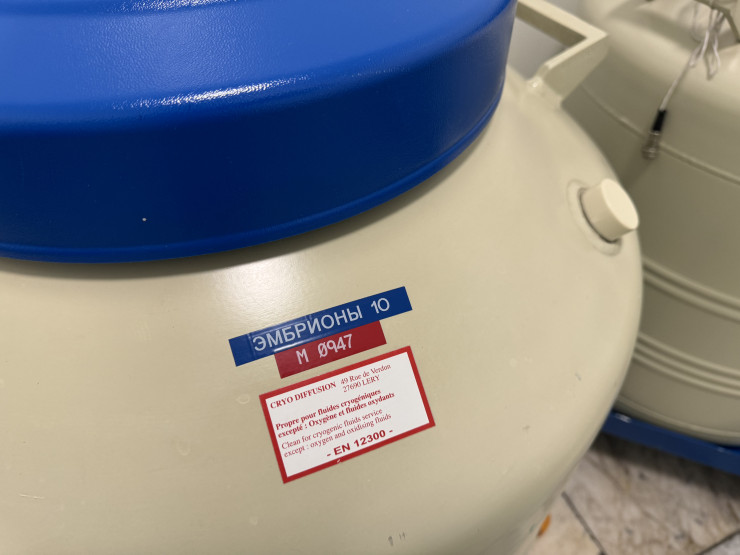 ЭМБРИОНЫ 10
М 0947
CRYO DIFFUSION 49 Rue de Verdun
27690 LERY
Propre pour fluides cryogéniques
excepté : Oxygène et fluides oxydants
Clean for cryogenic fluids service
except : oxygen and oxidising fluids
- EN 12300 -